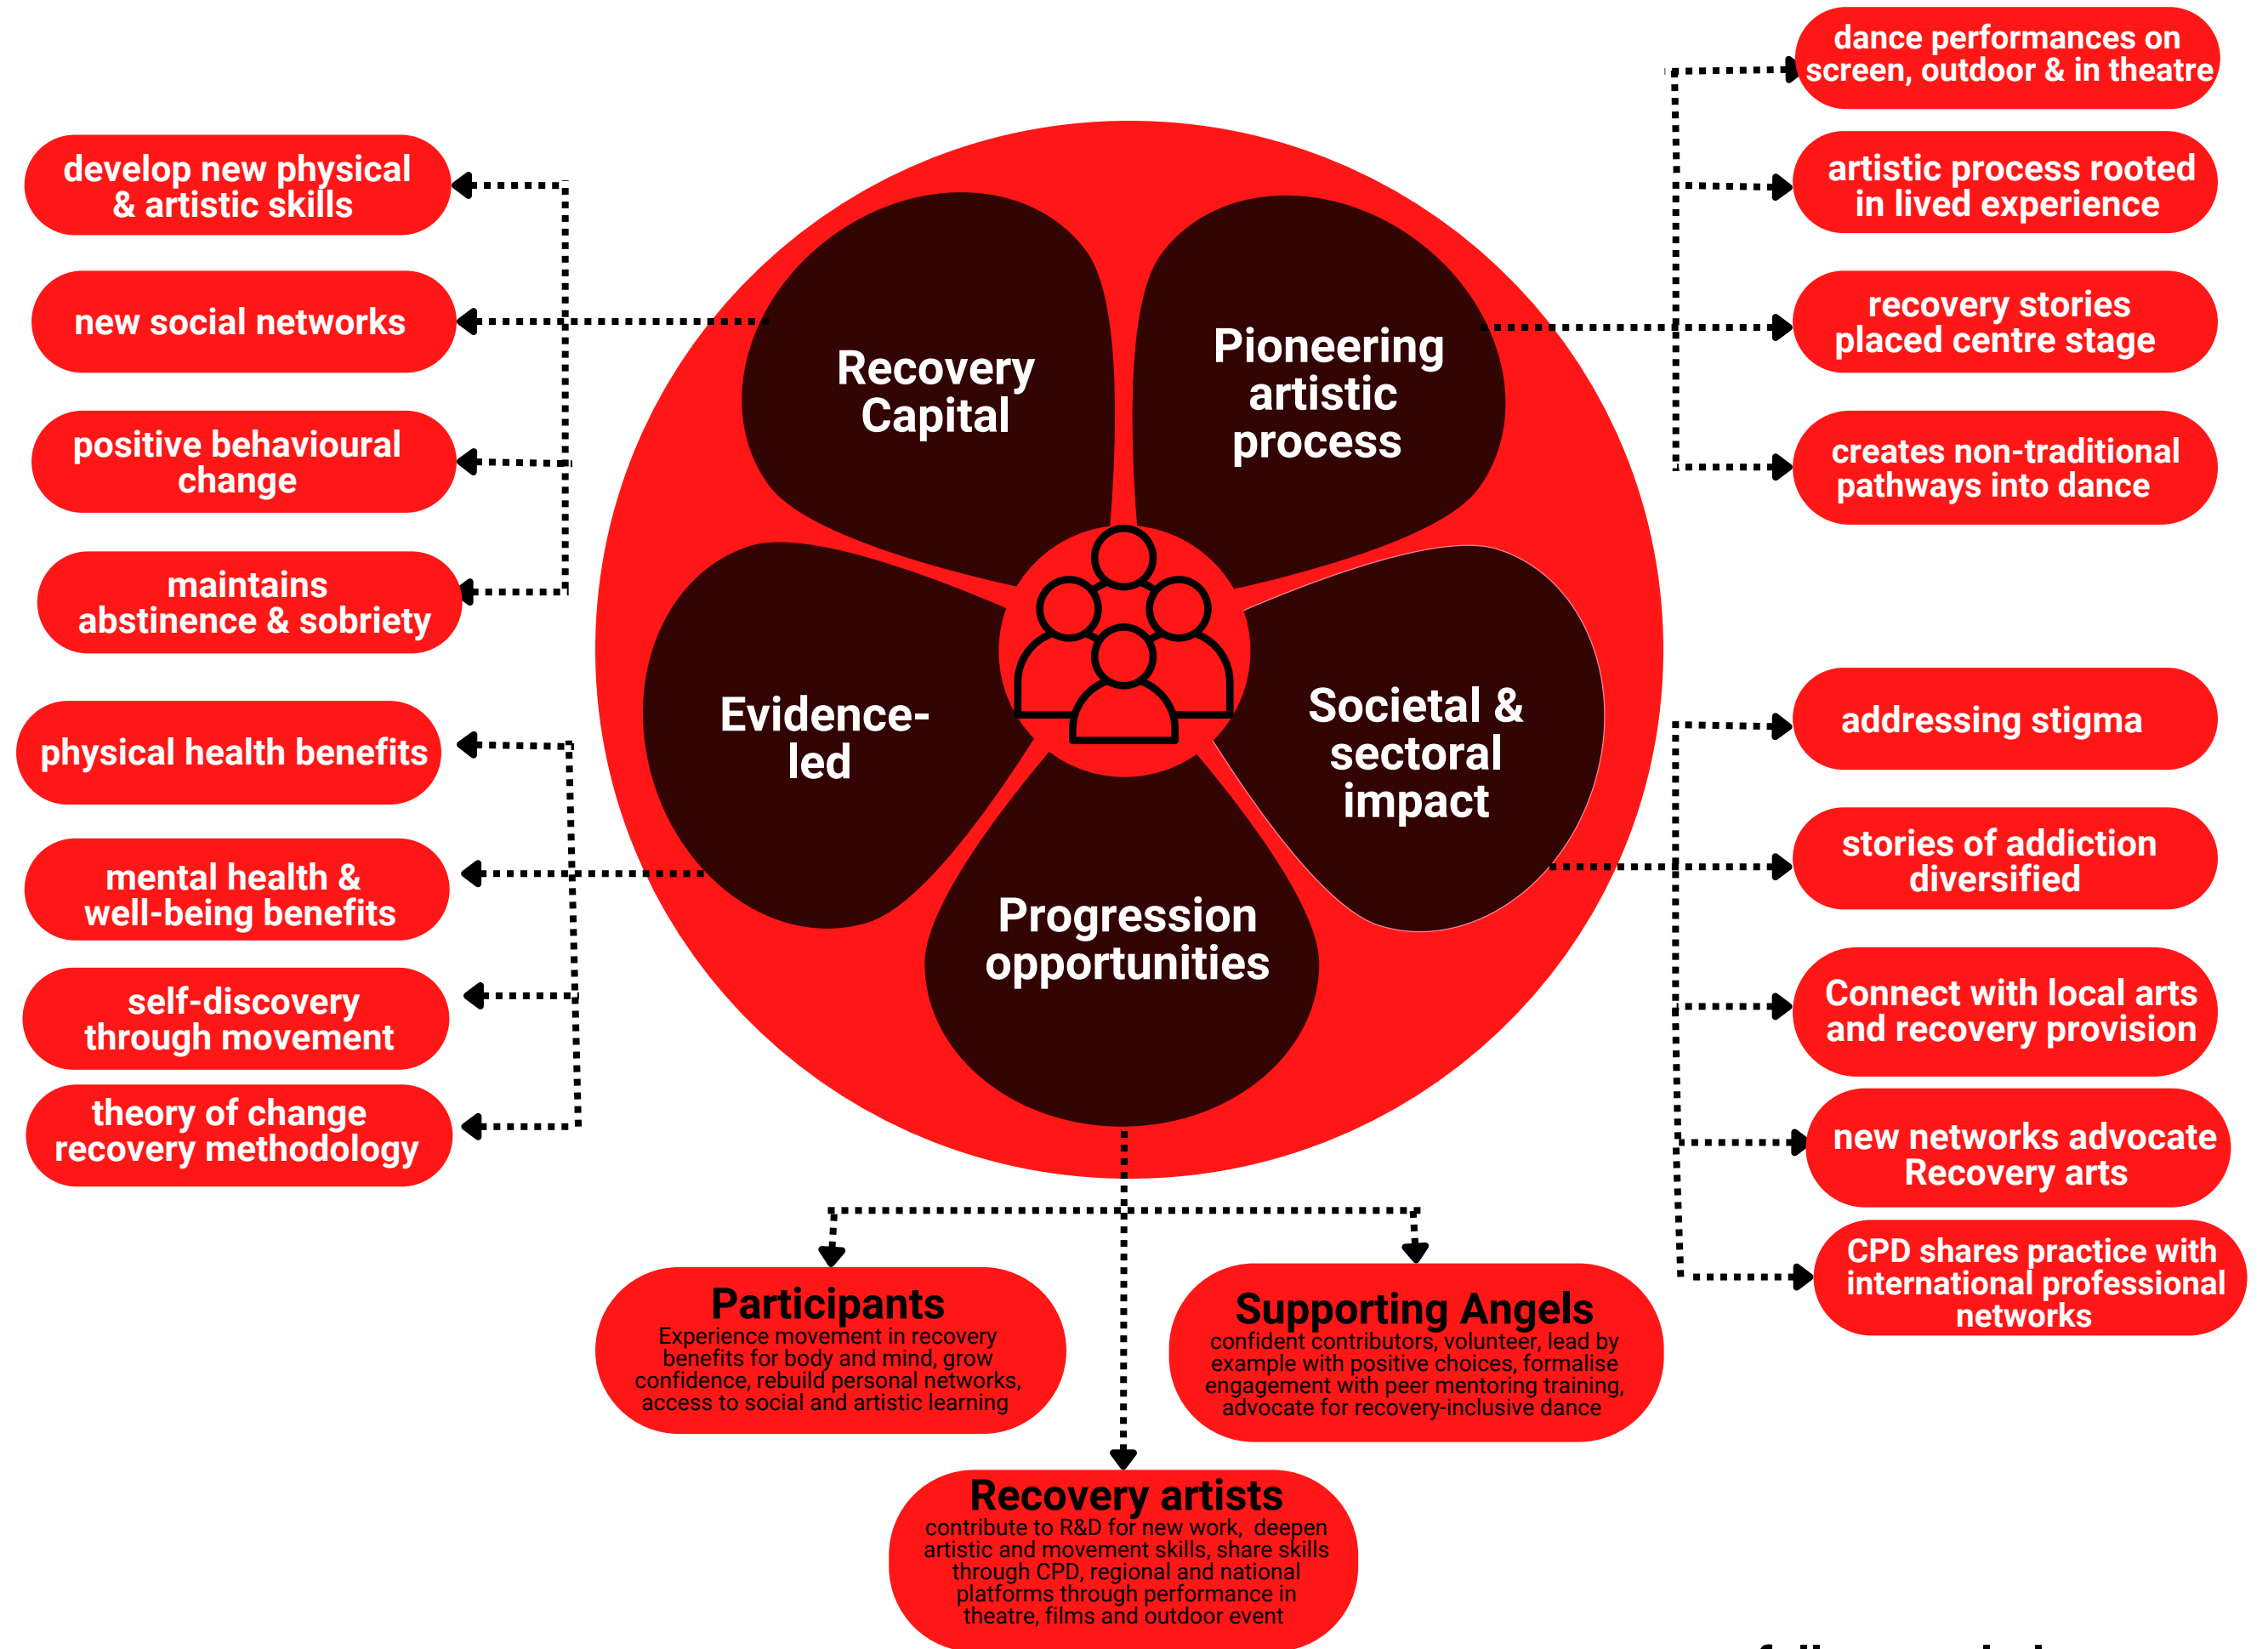 develop new physical
& artistic skills
new social networks
positive behavioural
change
maintains
abstinence & sobriety
physical health benefits
mental health &
well-being benefits
self-discovery
through movement
theory of change
recovery methodology
Recovery
Capital
Pioneering
artistic
process
Evidence-
led
Societal &
sectoral
impact
Progression
opportunities
dance performances on
screen, outdoor & in theatre
artistic process rooted
in lived experience
recovery stories
placed centre stage
creates non-traditional
pathways into dance
addressing stigma
stories of addiction
diversified
Connect with local arts
and recovery provision
new networks advocate
Recovery arts
CPD shares practice with
international professional
networks
Participants
Experience movement in recovery
benefits for body and mind, grow
confidence, rebuild personal networks,
access to social and artistic learning
Supporting Angels
confident contributors, volunteer, lead by
example with positive choices, formalise
engagement with peer mentoring training,
advocate for recovery-inclusive dance
Recovery artists
contribute to R&D for new work, deepen
artistic and movement skills, share skills
through CPD, regional and national
platforms through performance in
theatre, films and outdoor event